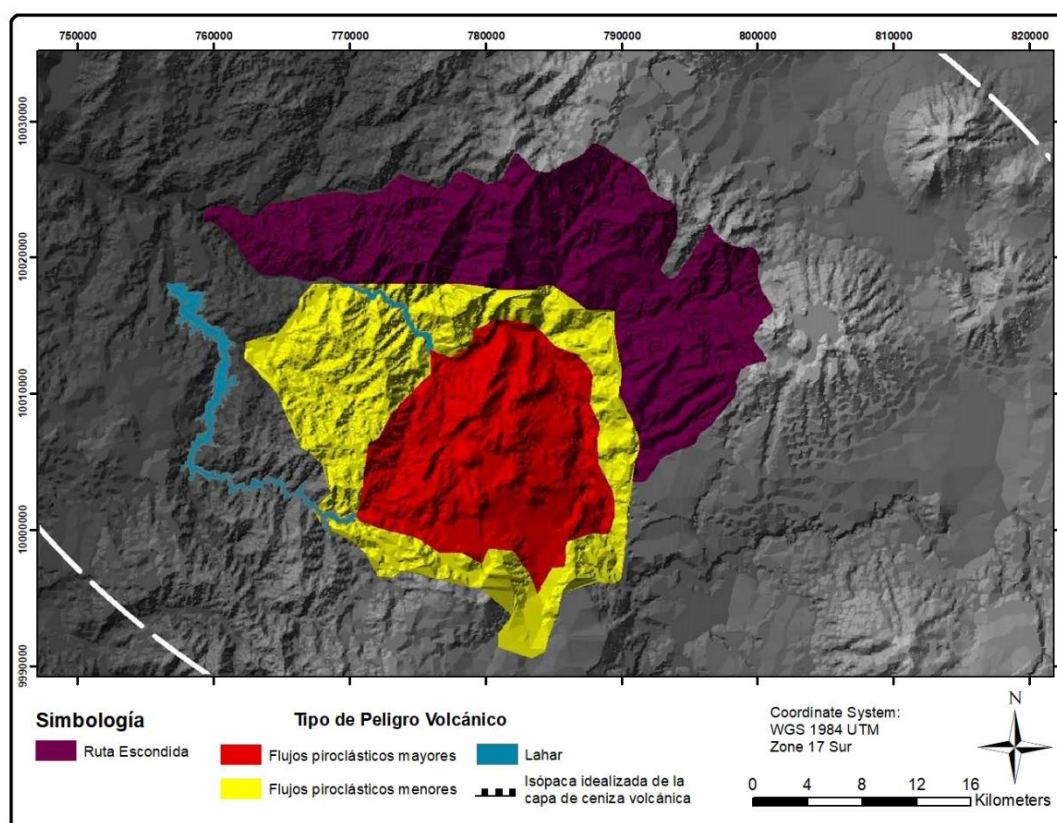 750000 760000 770000 780000 790000 800000 810000 820000
10030000
10020000
10010000
10000000
9990000
Simbología
Ruta Escondida
Tipo de Peligro Volcánico
Flujos piroclásticos mayores
Flujos piroclásticos menores
Lahar
Isópaca idealizada de la
capa de ceniza volcánica
Coordinate System:
WGS 1984 UTM
Zone 17 Sur
N
0 4 8 12 16
Kilometers